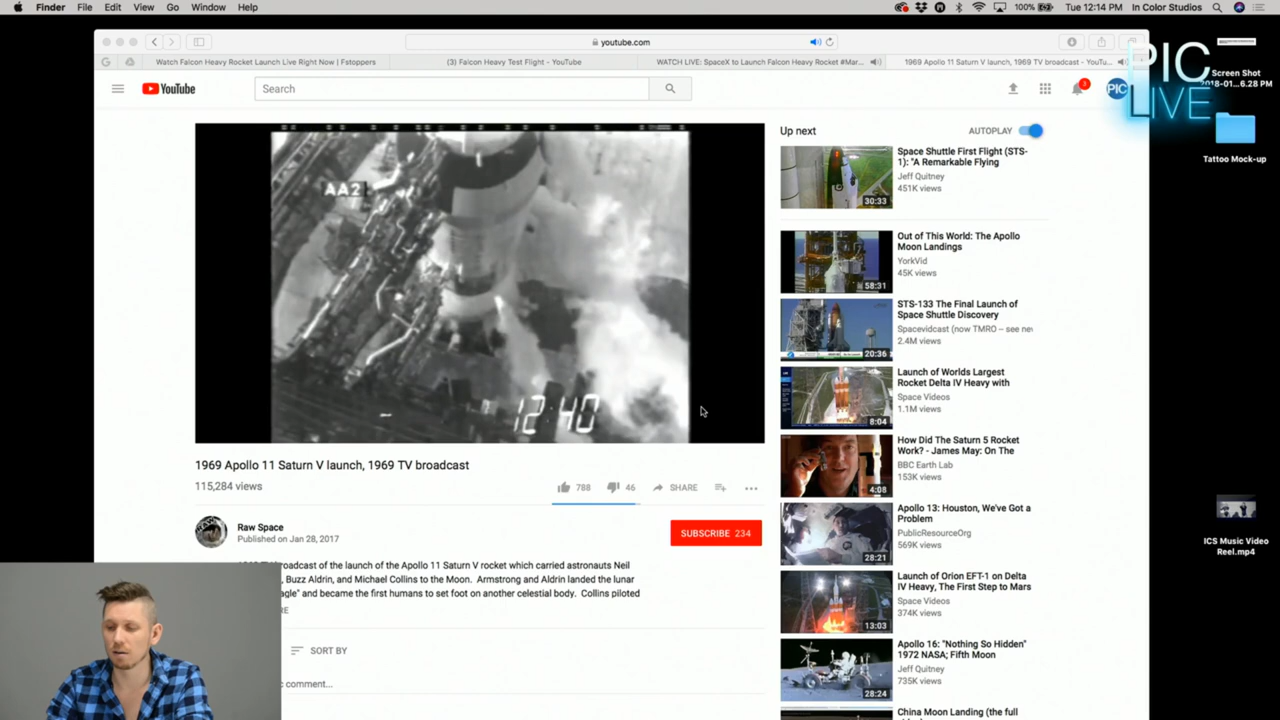 Finder File Edit View Go Window Help
100% Tue 12:14 PM In Color Studios
youtube.com
Watch Falcon Heavy Rocket Launch Live Right Now | Fstoppers
(3) Falcon Heavy Test Flight - YouTube
WATCH LIVE: SpaceX to Launch Falcon Heavy Rocket #Mar...
1969 Apollo 11 Saturn V launch, 1969 TV broadcast - YouTu...
PIC
LIVE
YouTube
Search
1
PIC
Screen Shot
2018-01...6.28 PM
Tattoo Mock-up
ICS Music Video
Reel.mp4
AA2
12:40
1969 Apollo 11 Saturn V launch, 1969 TV broadcast
115,284 views
788
46
SHARE
Raw Space
Published on Jan 28, 2017
SUBSCRIBE 234
broadcast of the launch of the Apollo 11 Saturn V rocket which carried astronauts Neil
, Buzz Aldrin, and Michael Collins to the Moon. Armstrong and Aldrin landed the lunar
agle" and became the first humans to set foot on another celestial body. Collins piloted
RE
SORT BY
comment...
Up next
AUTOPLAY
Space Shuttle First Flight (STS-
1): "A Remarkable Flying
Jeff Quitney
451K views
30:33
Out of This World: The Apollo
Moon Landings
YorkVid
45K views
58:31
STS-133 The Final Launch of
Space Shuttle Discovery
Spacevidcast (now TMRO – see nev
2.4M views
20:36
Launch of Worlds Largest
Rocket Delta IV Heavy with
Space Videos
1.1M views
8:04
How Did The Saturn 5 Rocket
Work? - James May: On The
BBC Earth Lab
153K views
4:08
Apollo 13: Houston, We've Got a
Problem
PublicResourceOrg
569K views
28:21
Launch of Orion EFT-1 on Delta
IV Heavy, The First Step to Mars
Space Videos
374K views
13:03
Apollo 16: "Nothing So Hidden"
1972 NASA; Fifth Moon
Jeff Quitney
735K views
28:24
China Moon Landing (the full